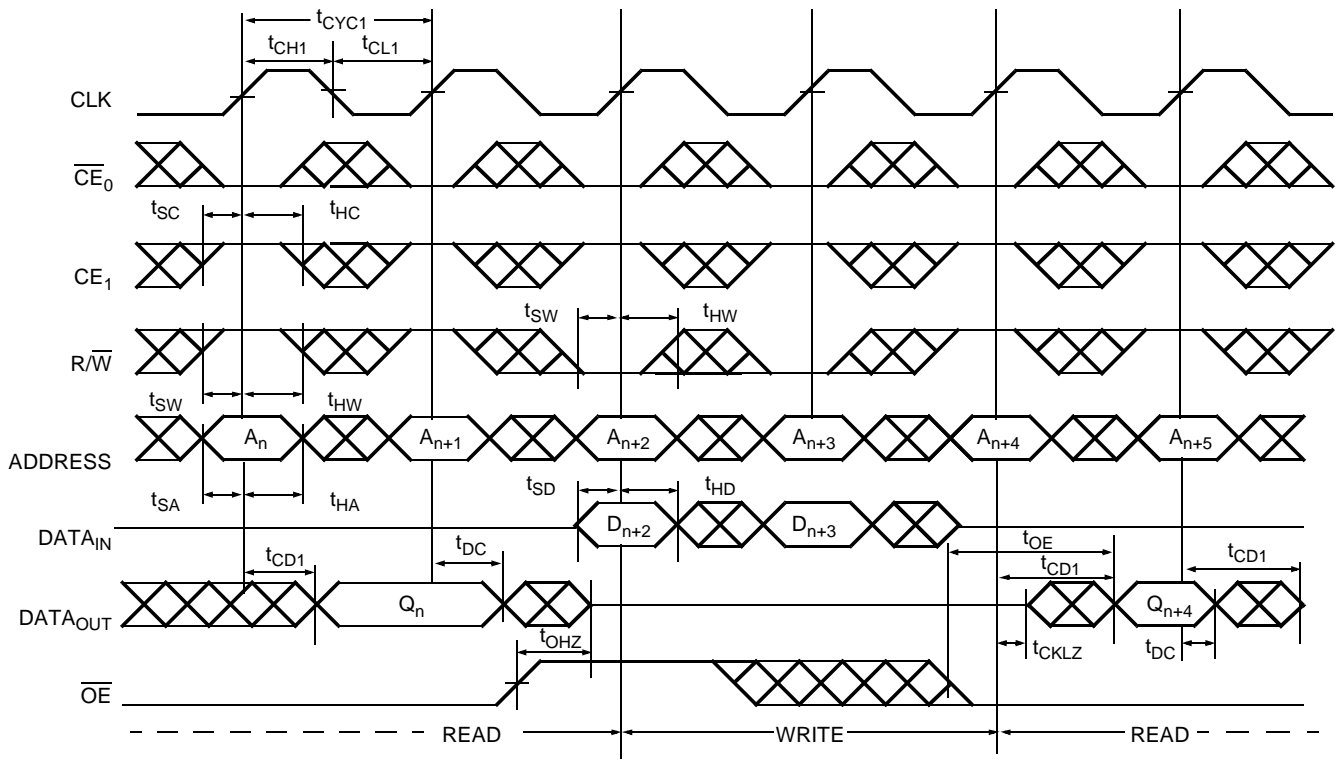 tCYC1
tCH1 tCL1
CLK
CE0
tSC tHC
CE1
tSW tHW
R/W
tSW tHW
An An+1 An+2 An+3 An+4 An+5
ADDRESS
tSA tHA tSD tHD
Dn+2 Dn+3
DATAIN
tCD1 tDC tOE tCD1
tCD1
Qn Qn+4
DATAOUT
tOHZ tCKLZ tDC
OE
READ WRITE READ